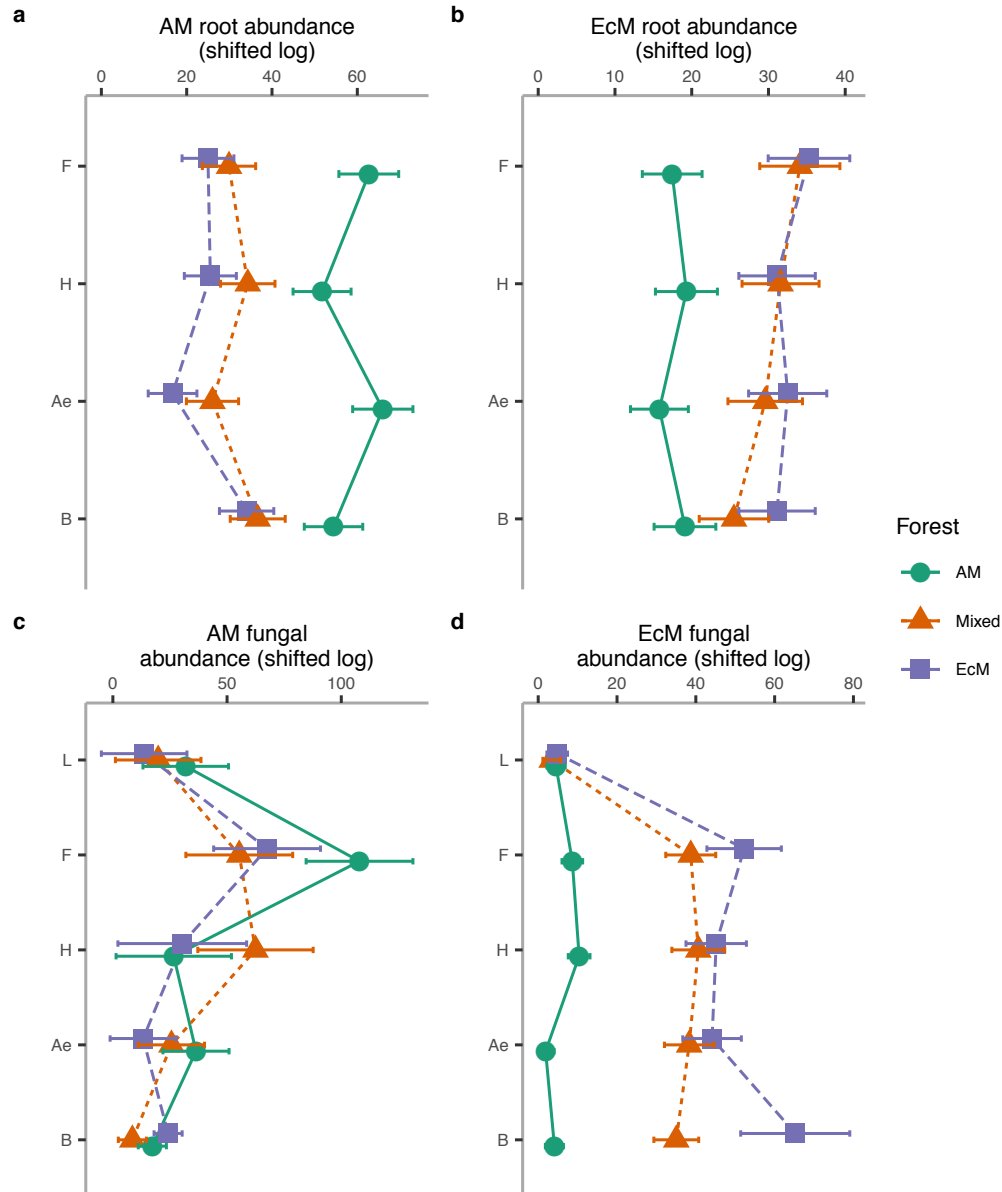 a
AM root abundance
(shifted log)
0 20 40 60
F
H
Ae
B
b
EcM root abundance
(shifted log)
0 10 20 30 40
F
H
Ae
B
Forest
AM
Mixed
EcM
c
AM fungal
abundance (shifted log)
0 50 100
L
F
H
Ae
B
d
EcM fungal
abundance (shifted log)
0 20 40 60 80
L
F
H
Ae
B